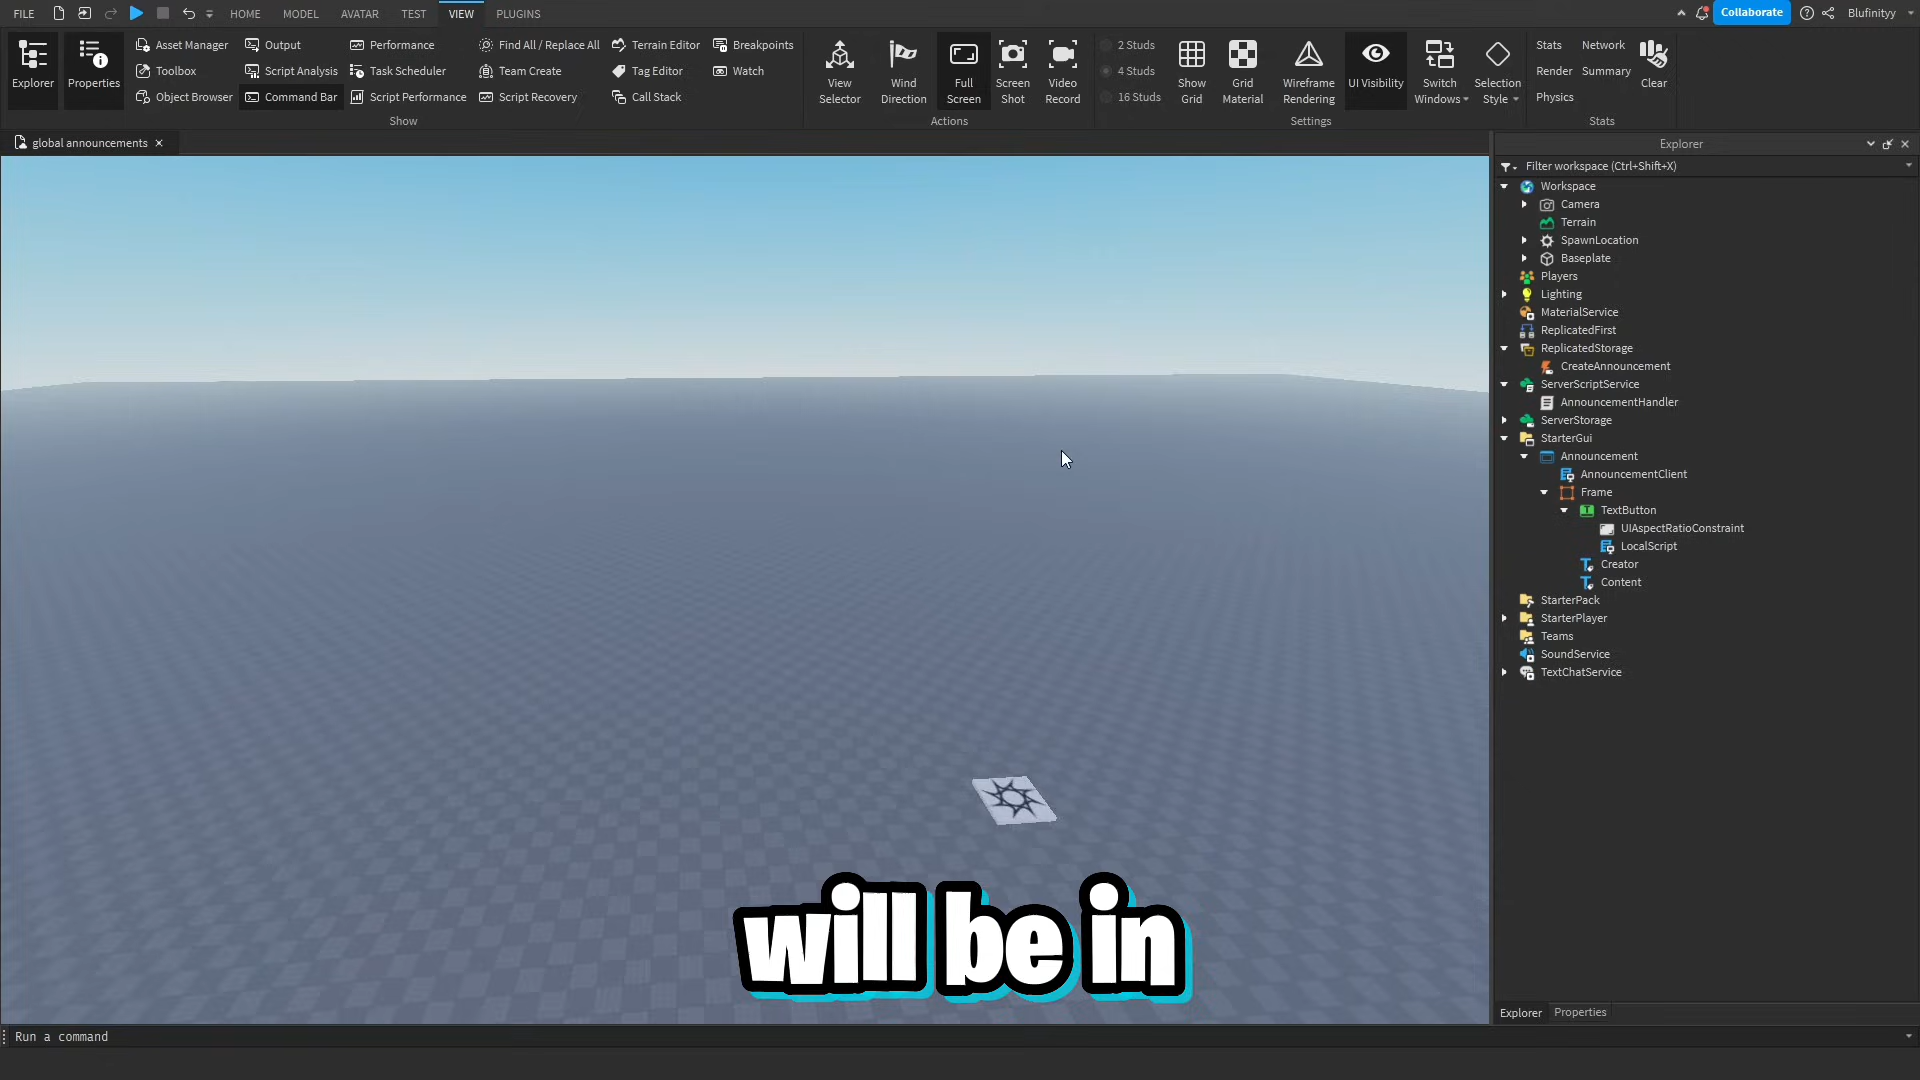 FILE HOME MODEL AVATAR TEST VIEW PLUGINS Collaborate Blufinityy
Explorer
Properties
Asset Manager
Toolbox
Object Browser
Output
Script Analysis
Command Bar
Performance
Task Scheduler
Script Performance
Find All / Replace All
Team Create
Script Recovery
Terrain Editor
Tag Editor
Call Stack
Breakpoints
Watch
Show
View
Selector
Wind
Direction
Full
Screen
Screen
Shot
Video
Record
Actions
2 Studs
4 Studs
16 Studs
Show
Grid
Grid
Material
Wireframe
Rendering
UI Visibility
Switch
Windows
Selection
Style
Settings
Stats
Render
Physics
Network
Summary
Clear
Stats
global announcements
Explorer
Filter workspace (Ctrl+Shift+X)
Workspace
Camera
Terrain
SpawnLocation
Baseplate
Players
Lighting
MaterialService
ReplicatedFirst
ReplicatedStorage
CreateAnnouncement
ServerScriptService
AnnouncementHandler
ServerStorage
StarterGui
Announcement
AnnouncementClient
Frame
TextButton
UIAspectRatioConstraint
LocalScript
Creator
Content
StarterPack
StarterPlayer
Teams
SoundService
TextChatService
will be in
Explorer Properties
Run a command